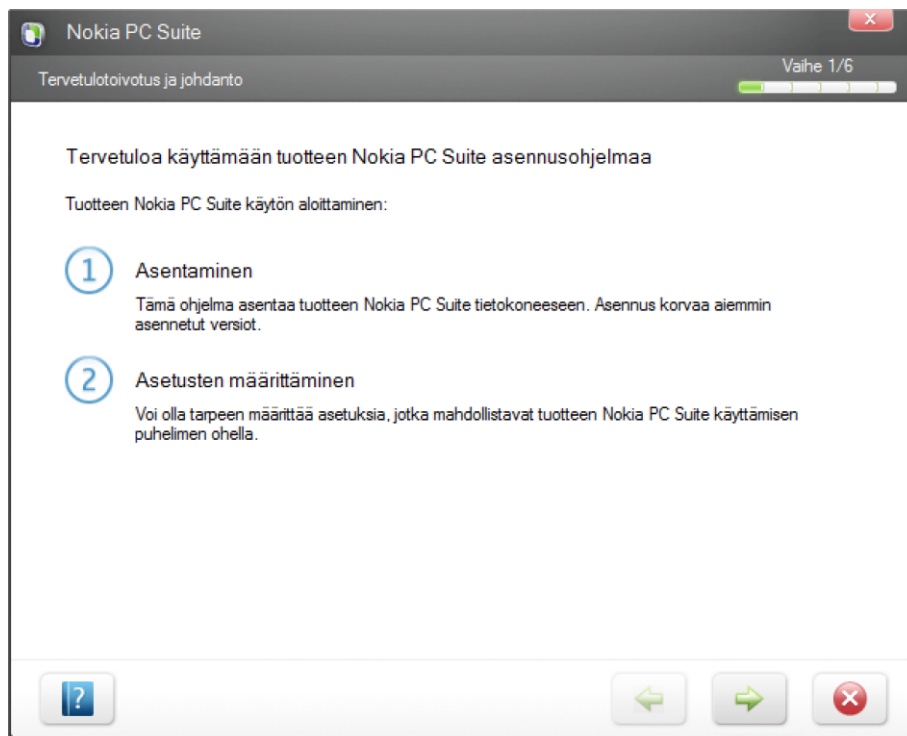 Nokia PC Suite
Tervetulotoivotus ja johdanto
Vaihe 1/6
Tervetuloa käyttämään tuotteen Nokia PC Suite asennusohjelmaa
Tuotteen Nokia PC Suite käytön aloittaminen:
1 Asentaminen
Tämä ohjelma asentaa tuotteen Nokia PC Suite tietokoneeseen. Asennus korvaa aiemmin
asennetut versiot.
2 Asetusten määrittäminen
Voi olla tarpeen määrittää asetuksia, jotka mahdollistavat tuotteen Nokia PC Suite käyttämisen
puhelimen ohella.
?